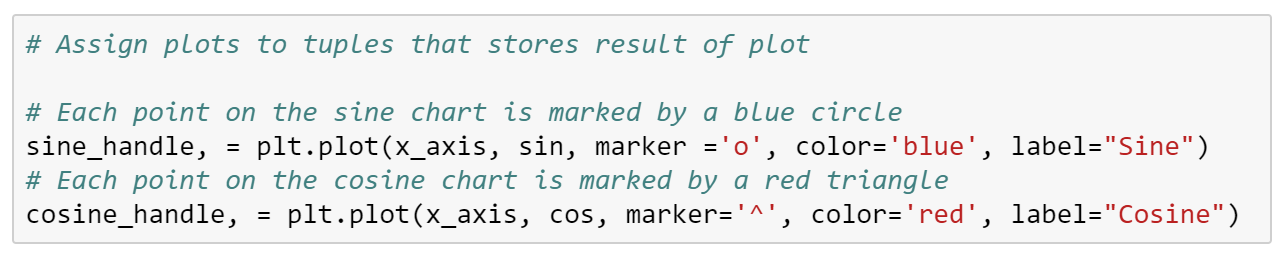 # Assign plots to tuples that stores result of plot
# Each point on the sine chart is marked by a blue circle
sine_handle, = plt.plot(x_axis, sin, marker ='o', color='blue', label="Sine")
# Each point on the cosine chart is marked by a red triangle
cosine_handle, = plt.plot(x_axis, cos, marker='^', color='red', label="Cosine")